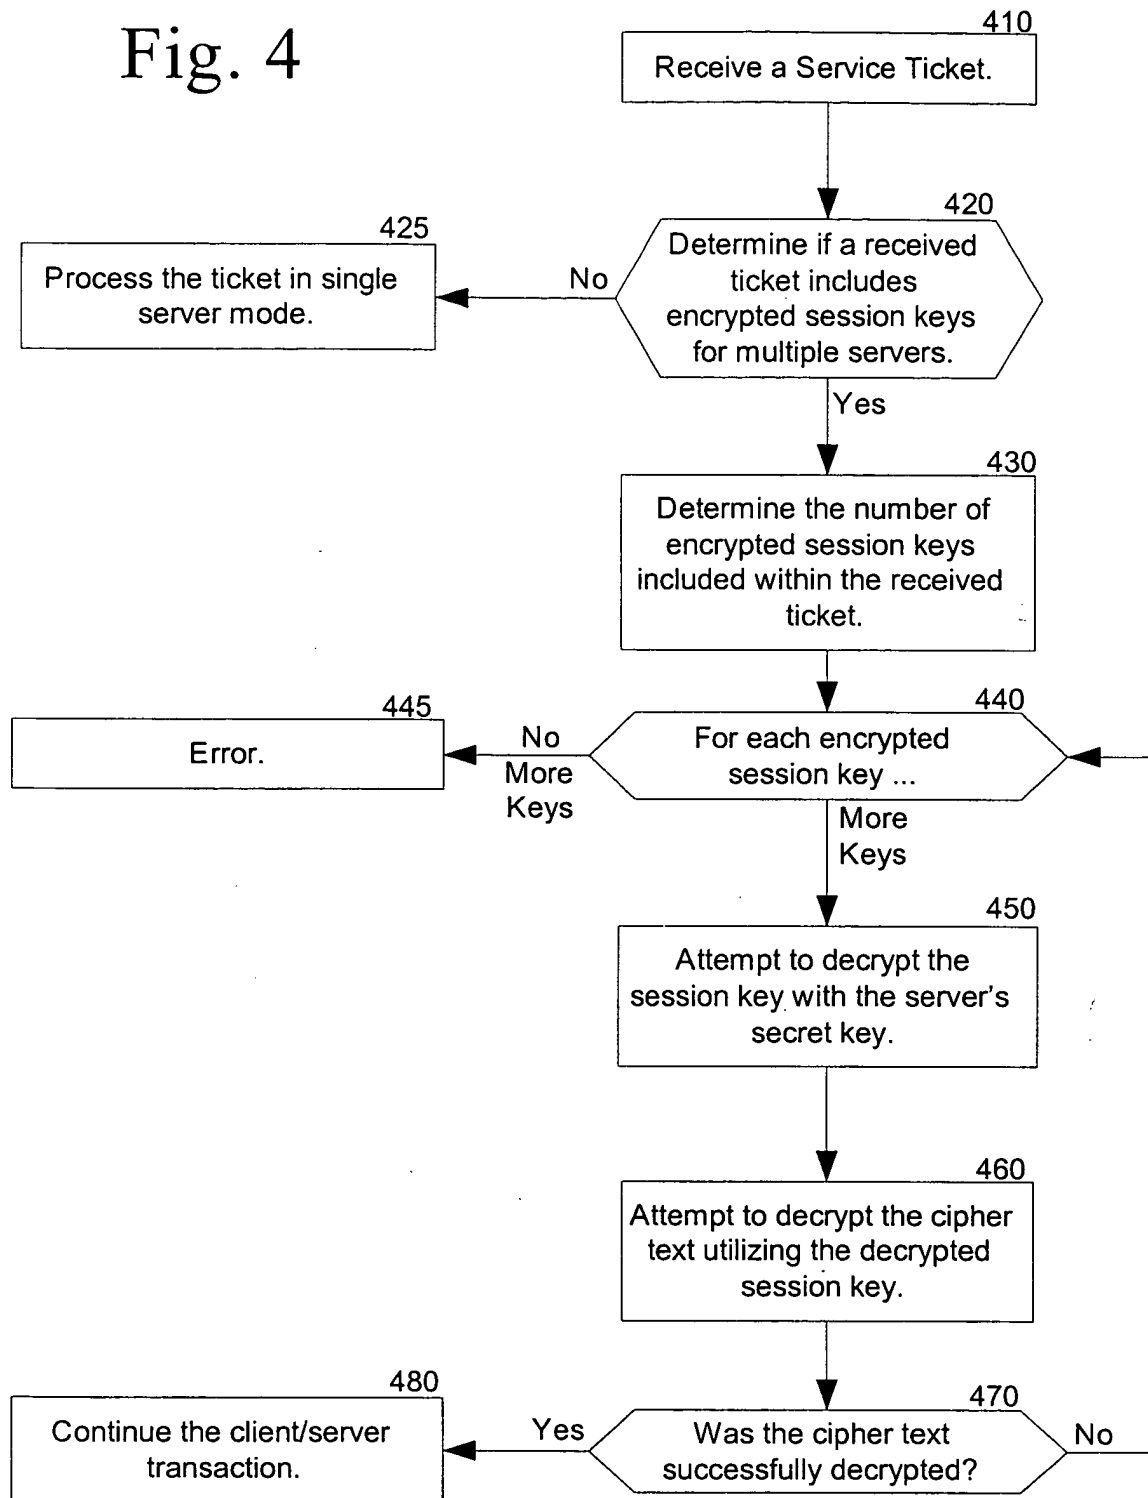 Fig. 4
410
Receive a Service Ticket.
420
Determine if a received
ticket includes
encrypted session keys
for multiple servers.
No
425
Process the ticket in single
server mode.
Yes
430
Determine the number of
encrypted session keys
included within the received
ticket.
440
For each encrypted
session key ...
No
More
Keys
445
Error.
More
Keys
450
Attempt to decrypt the
session key with the server's
secret key.
460
Attempt to decrypt the cipher
text utilizing the decrypted
session key.
470
Was the cipher text
successfully decrypted?
Yes
No
480
Continue the client/server
transaction.